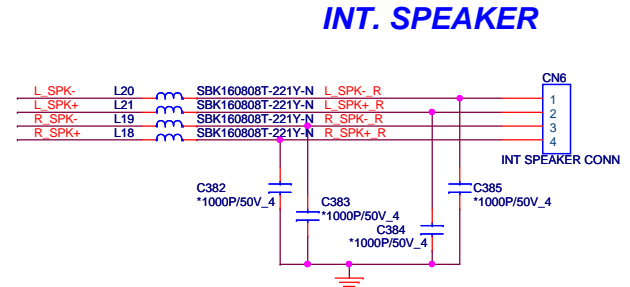 INT. SPEAKER
CN6
L_SPK- L20 SBK160808T-221Y-N L_SPK-_R 1
L_SPK+ L21 SBK160808T-221Y-N L_SPK+_R 2
R_SPK- L19 SBK160808T-221Y-N R_SPK-_R 3
R_SPK+ L18 SBK160808T-221Y-N R_SPK+_R 4
INT SPEAKER CONN
C382
*1000P/50V_4
C383
*1000P/50V_4
C384
*1000P/50V_4
C385
*1000P/50V_4